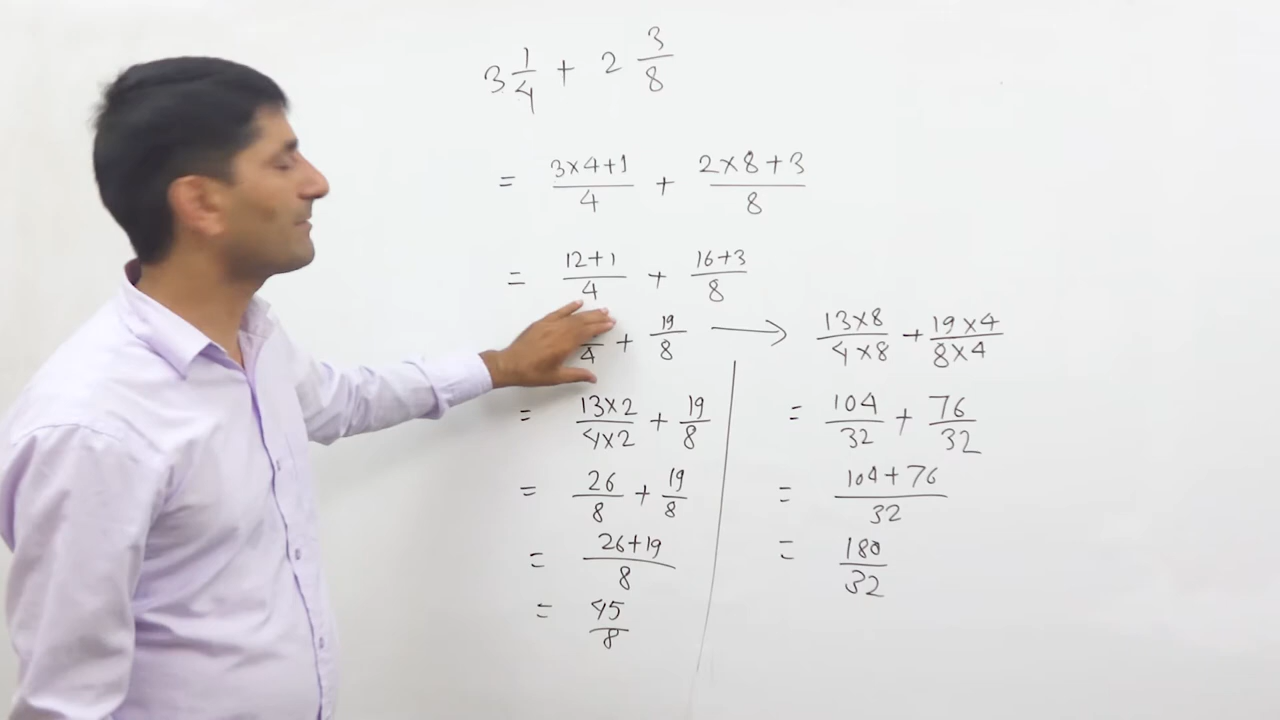 3 1/4 + 2 3/8
= (3×4+1)/4 + (2×8+3)/8
= (12+1)/4 + (16+3)/8
/4 + 19/8 → (13×8)/(4×8) + (19×4)/(8×4)
= (13×2)/(4×2) + 19/8
= 26/8 + 19/8
= (26+19)/8
= 45/8
= 104/32 + 76/32
= (104+76)/32
= 180/32